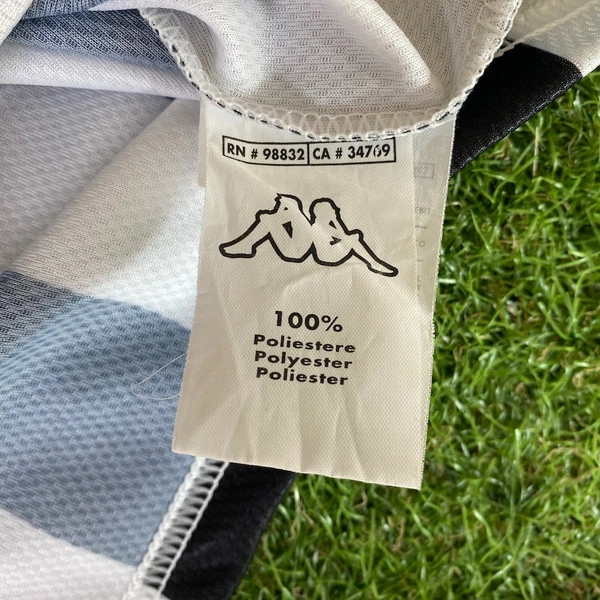 RN # 98832 CA # 34769
100%
Poliestere
Polyester
Poliester